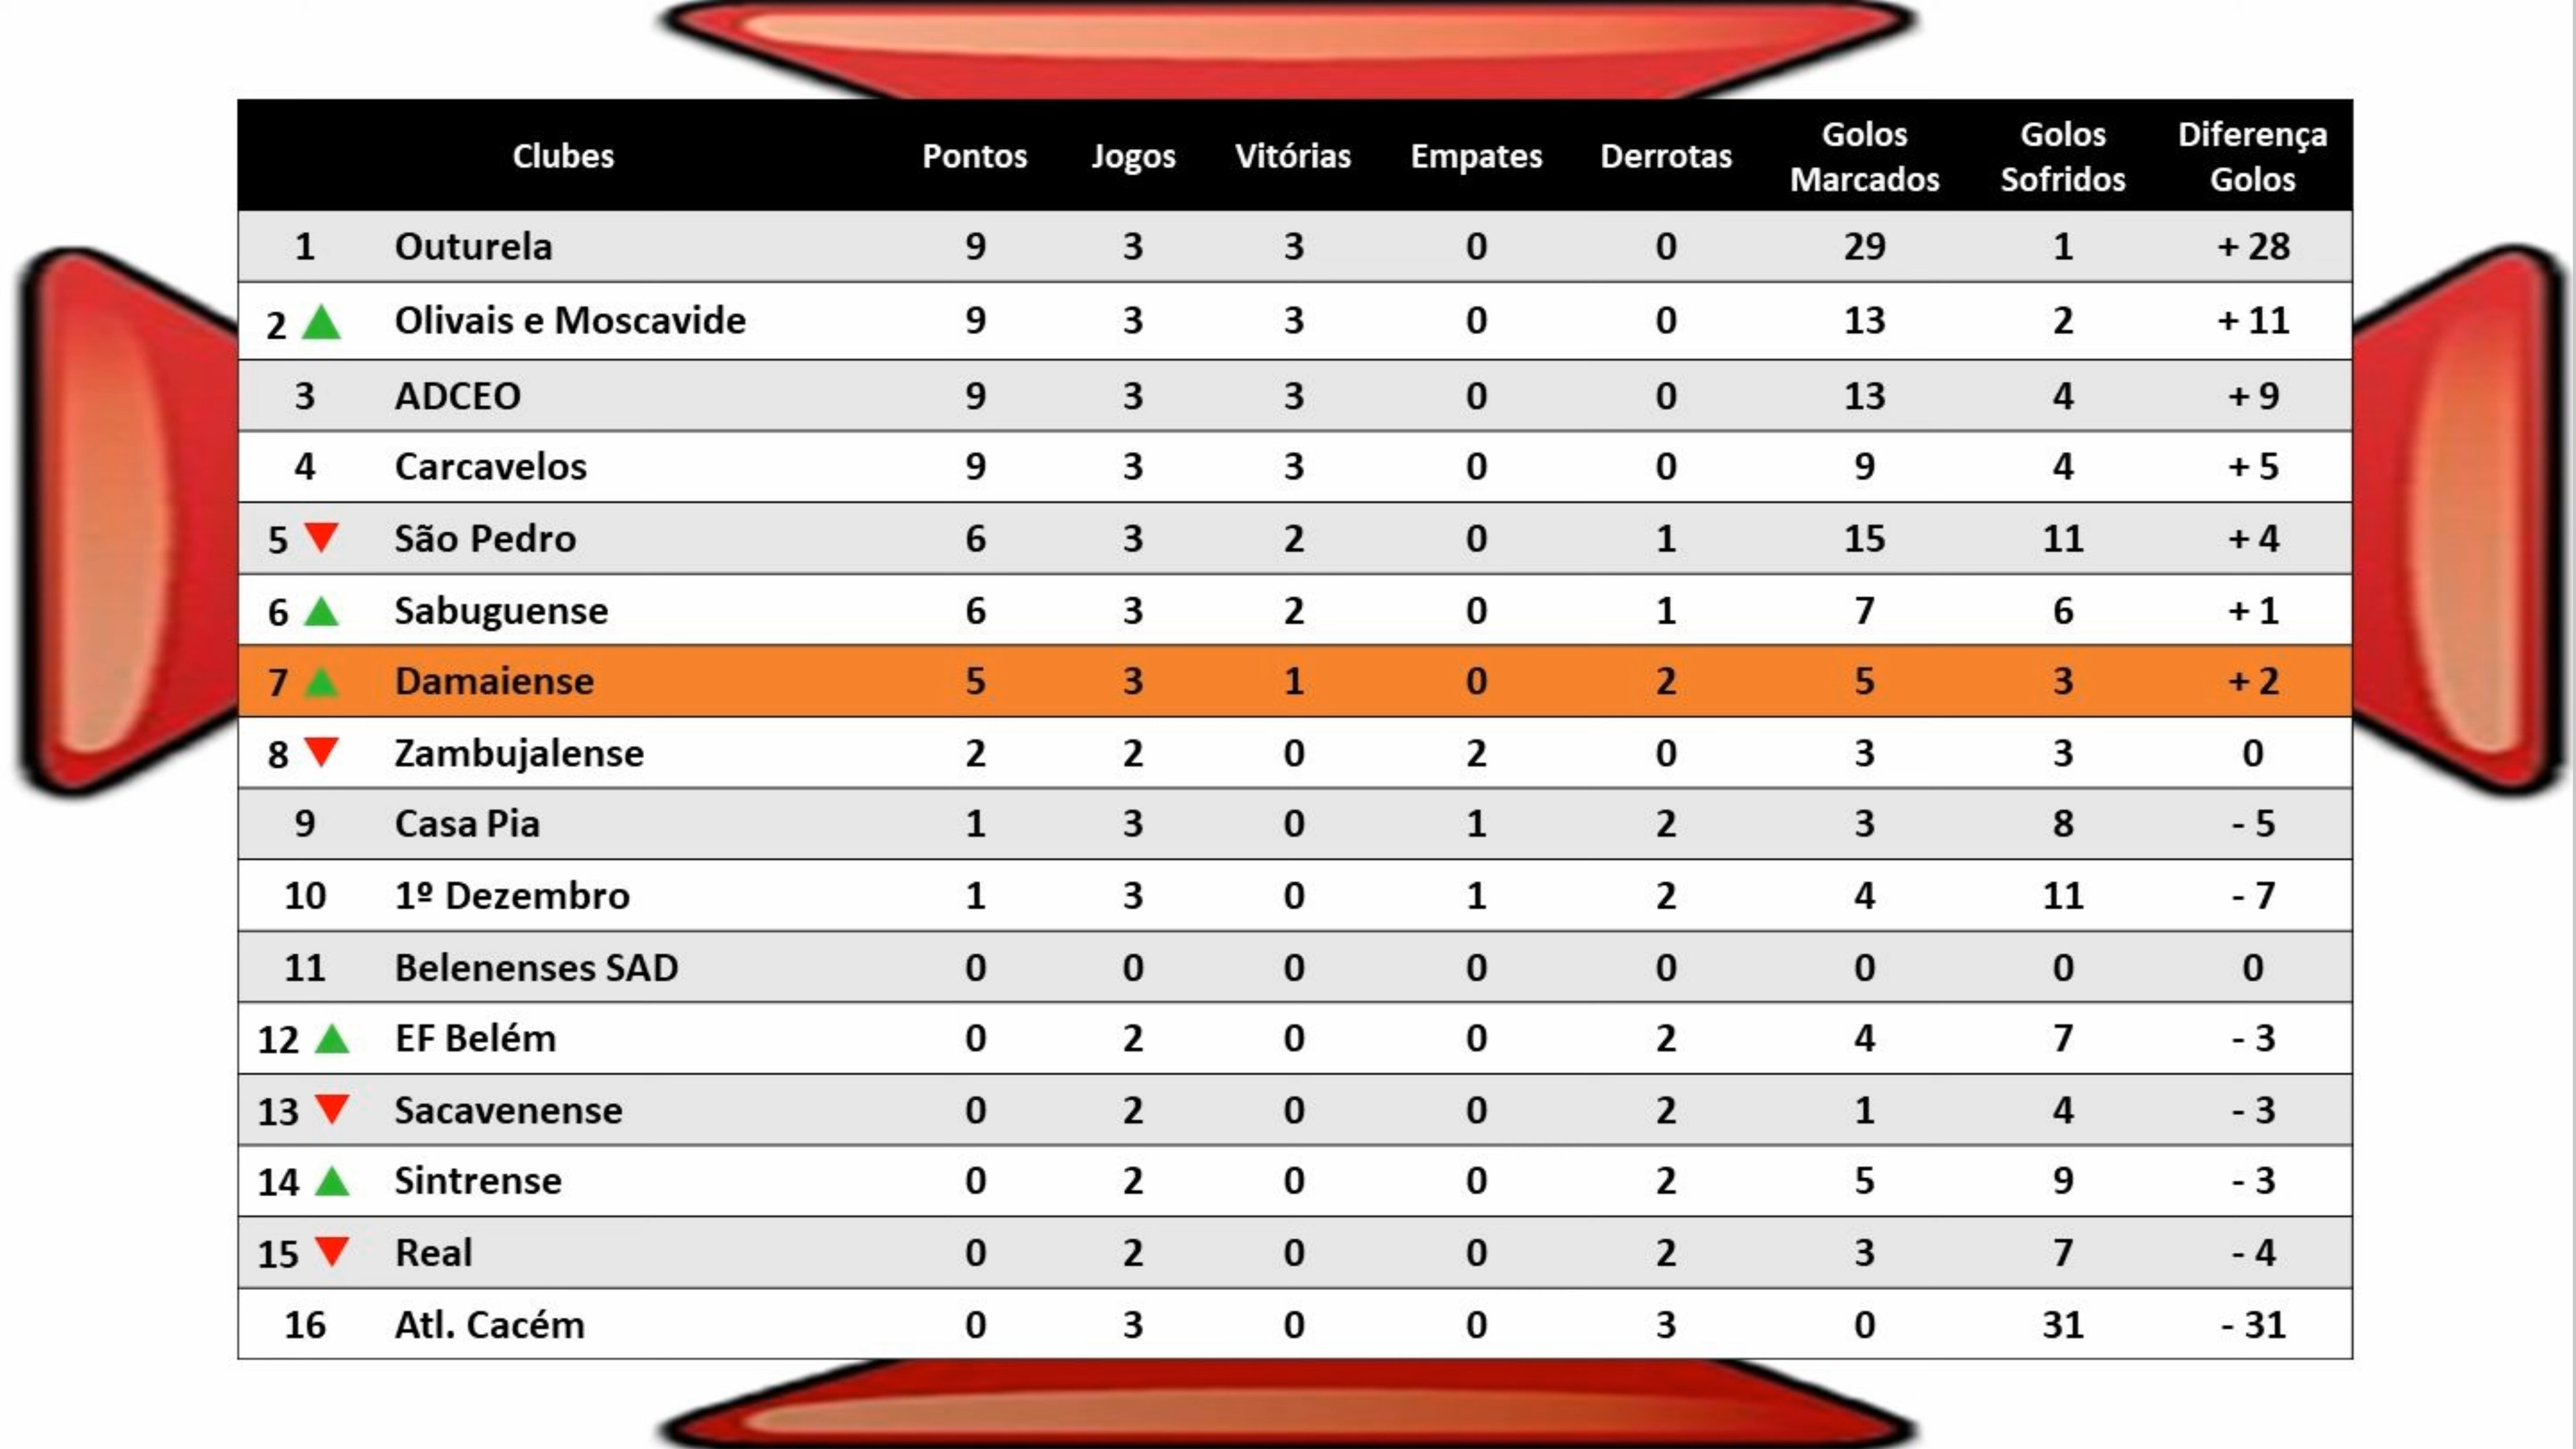 Clubes Pontos Jogos Vitórias Empates Derrotas Golos Marcados Golos Sofridos Diferença Golos
1 Outurela 9 3 3 0 0 29 1 + 28
2 Olivais e Moscavide 9 3 3 0 0 13 2 + 11
3 ADCEO 9 3 3 0 0 13 4 + 9
4 Carcavelos 9 3 3 0 0 9 4 + 5
5 São Pedro 6 3 2 0 1 15 11 + 4
6 Sabuguense 6 3 2 0 1 7 6 + 1
7 Damaiense 5 3 1 0 2 5 3 + 2
8 Zambujalense 2 2 0 2 0 3 3 0
9 Casa Pia 1 3 0 1 2 3 8 - 5
10 1º Dezembro 1 3 0 1 2 4 11 - 7
11 Belenenses SAD 0 0 0 0 0 0 0 0
12 EF Belém 0 2 0 0 2 4 7 - 3
13 Sacavenense 0 2 0 0 2 1 4 - 3
14 Sintrense 0 2 0 0 2 5 9 - 3
15 Real 0 2 0 0 2 3 7 - 4
16 Atl. Cacém 0 3 0 0 3 0 31 - 31